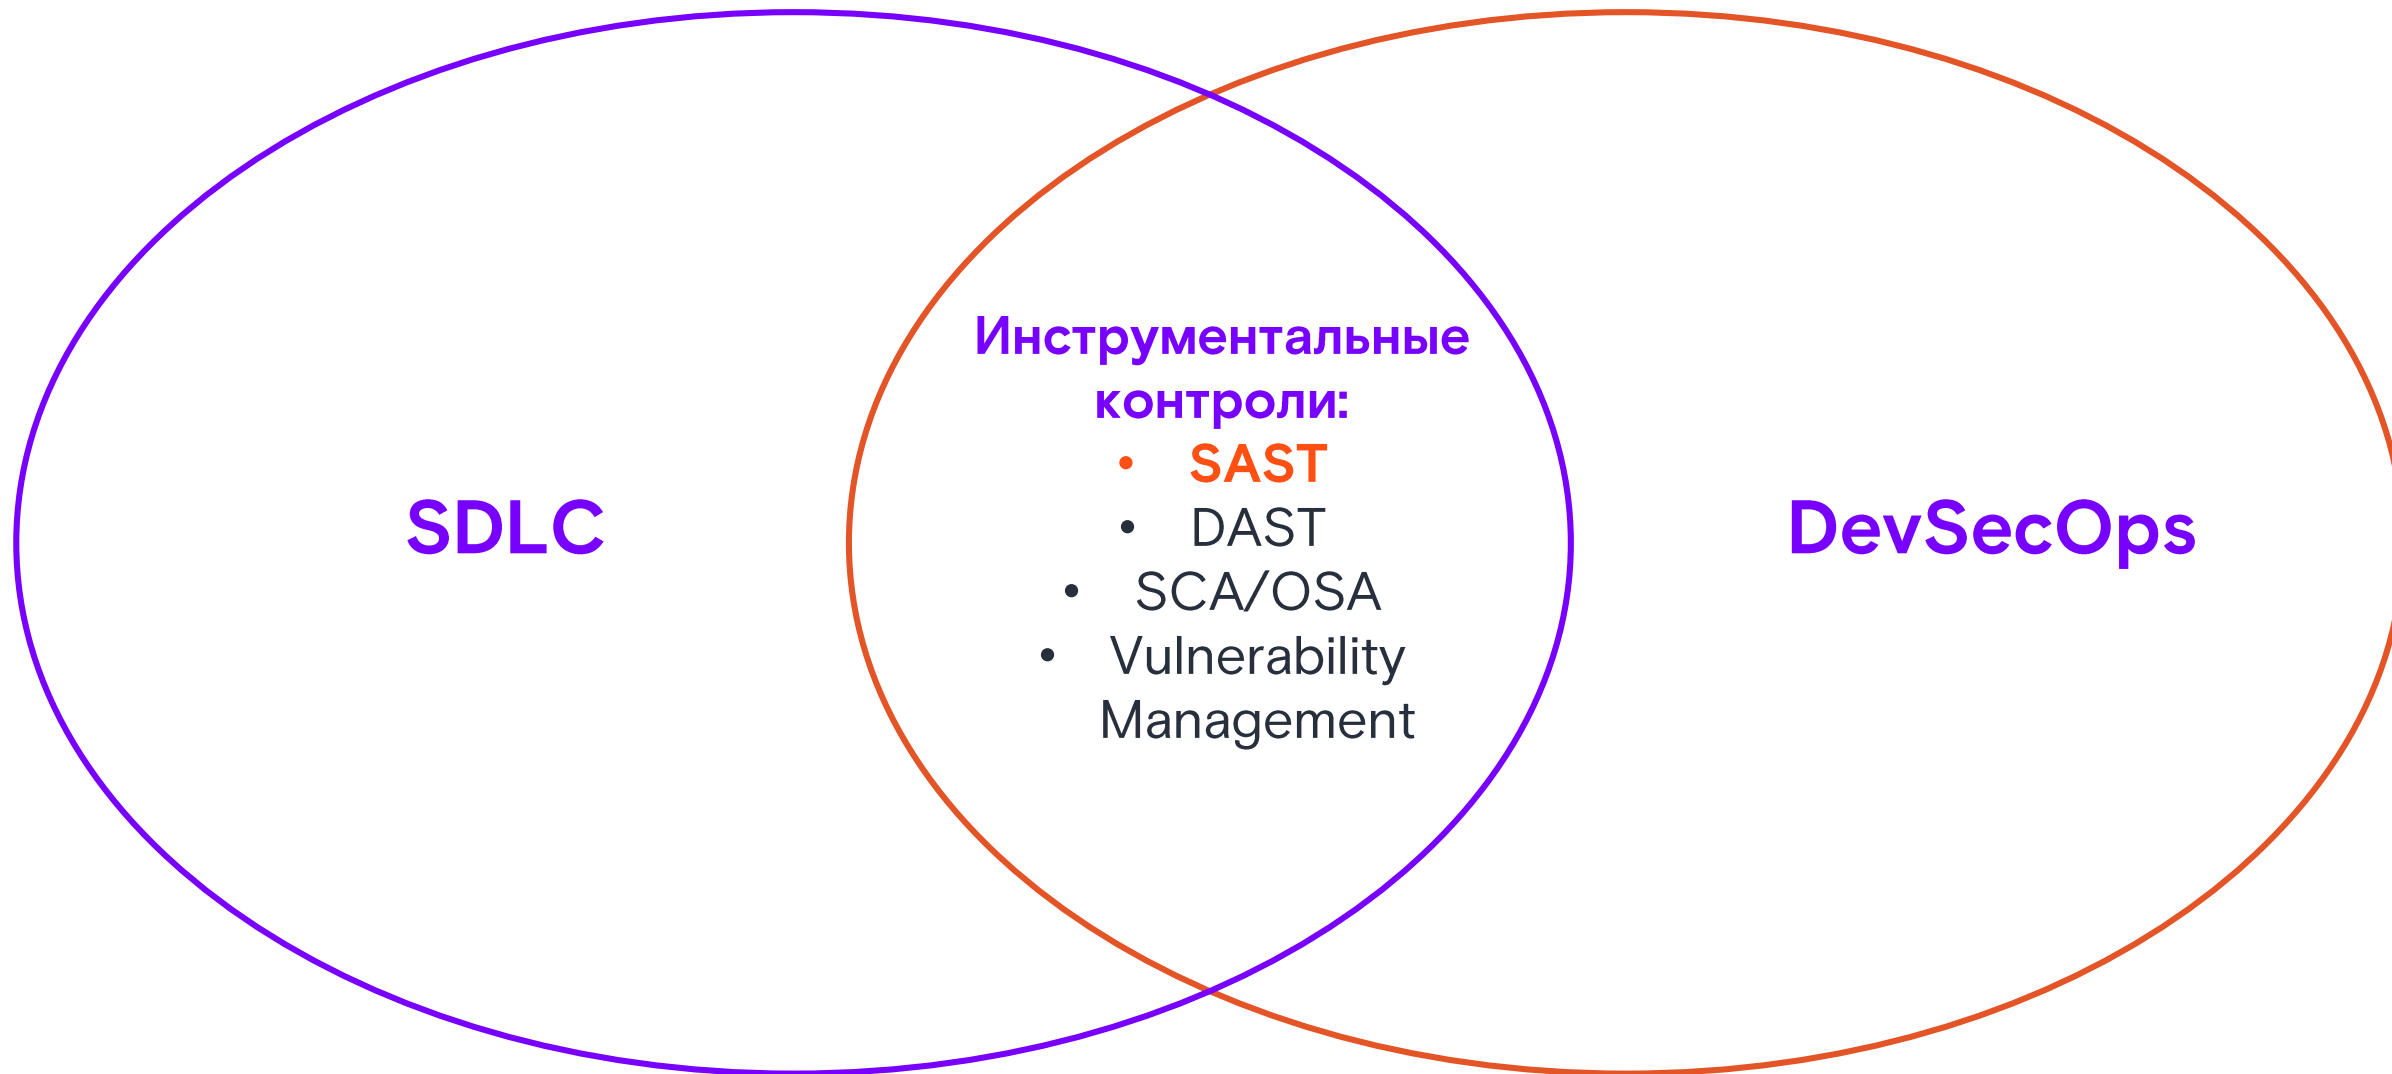 SDLC
Инструментальные
контроли:
• SAST
• DAST
• SCA/OSA
• Vulnerability
Management
DevSecOps